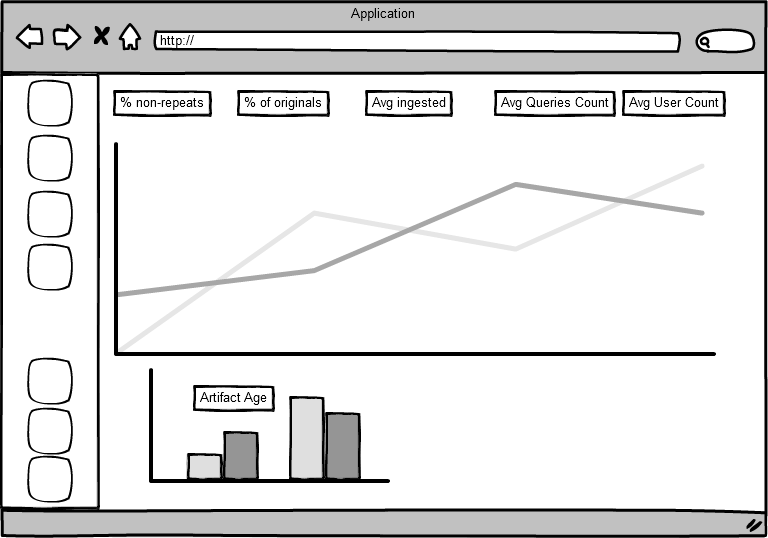 Application
http://
% non-repeats
% of originals
Avg ingested
Avg Queries Count
Avg User Count
Artifact Age